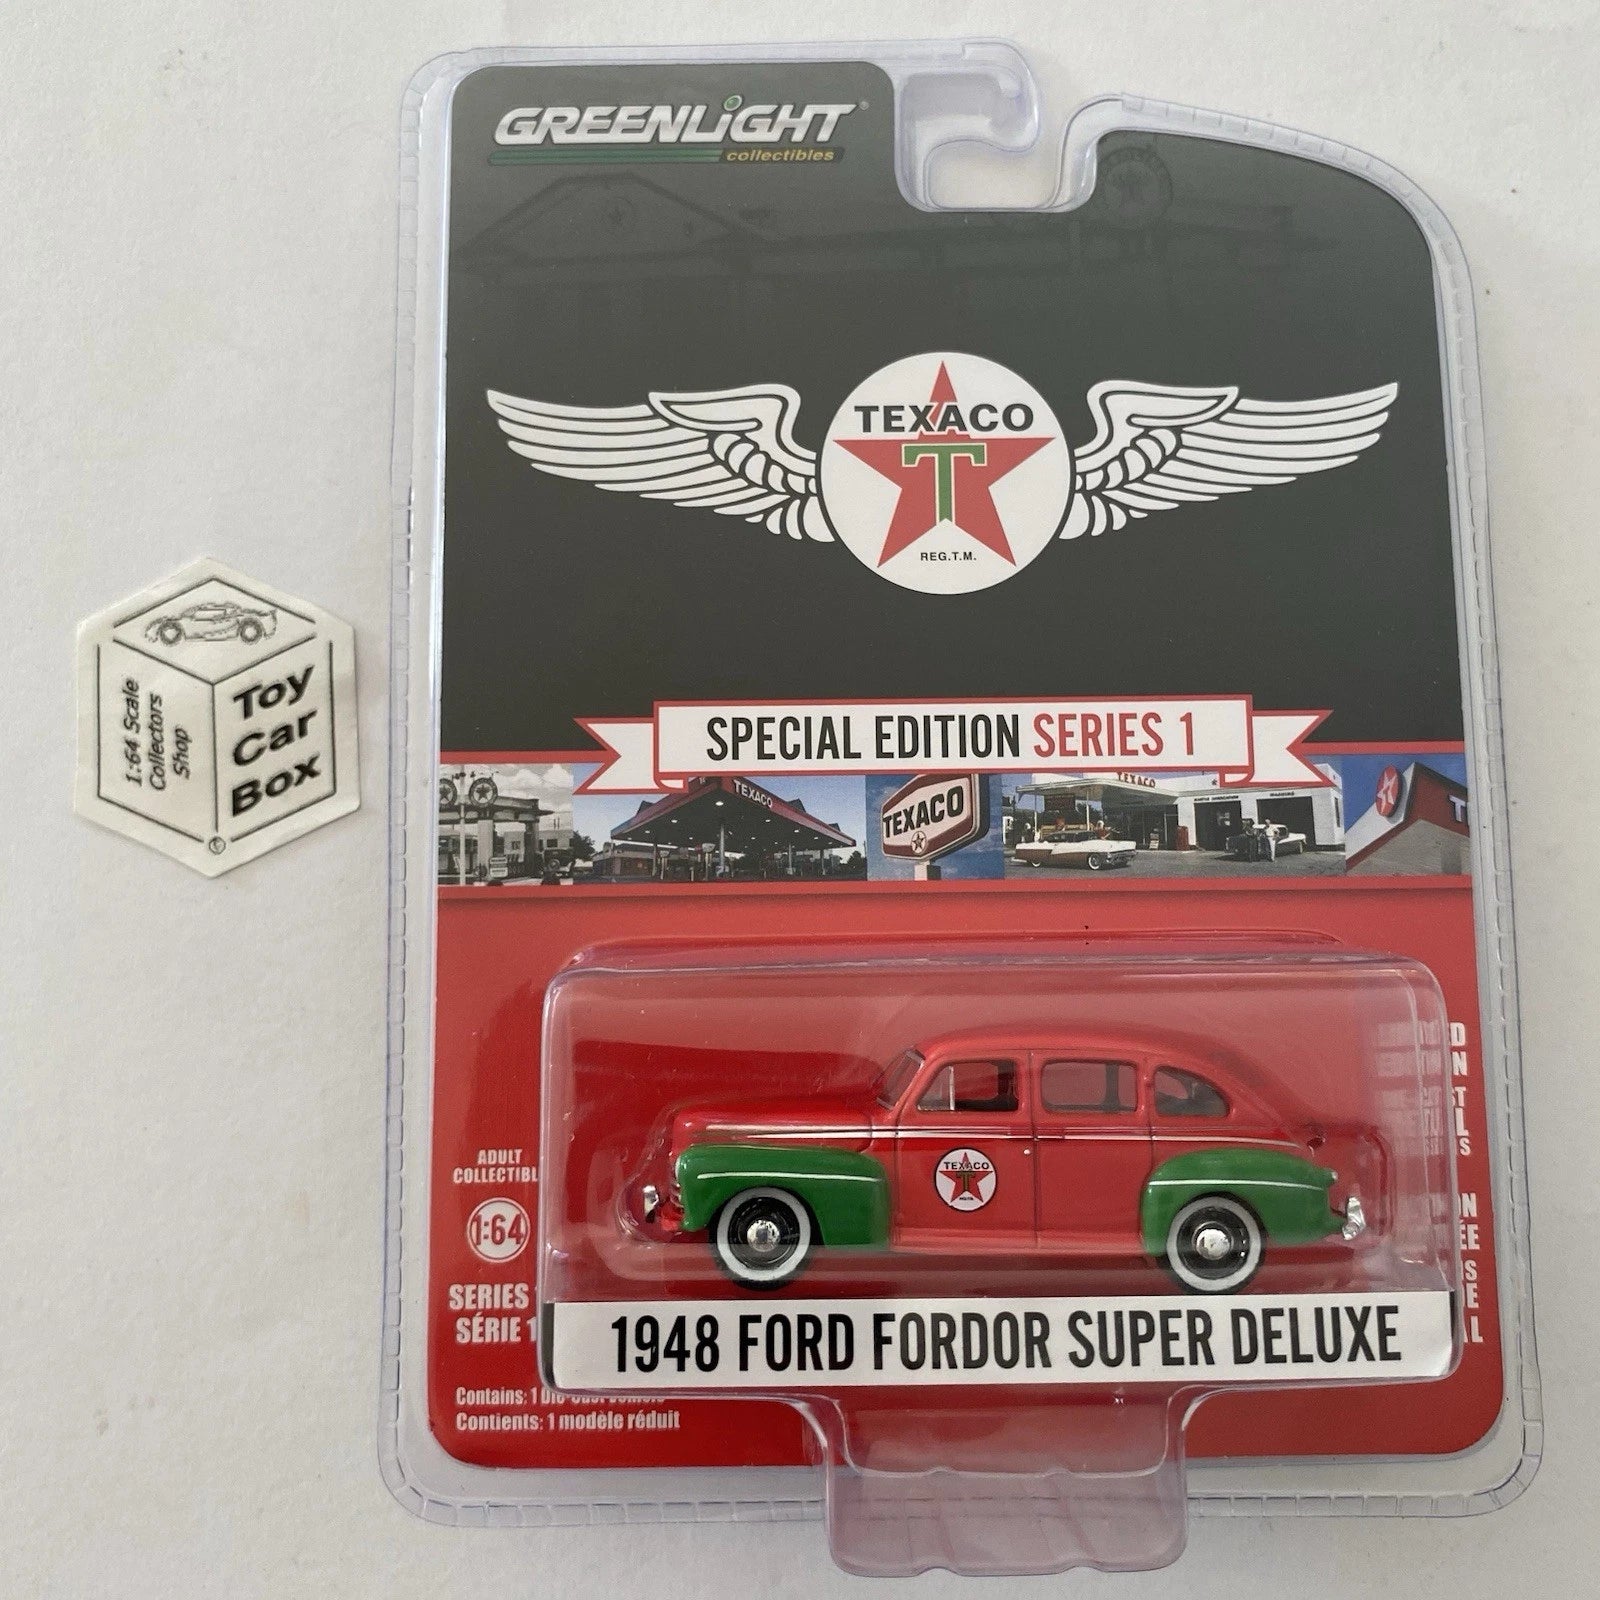 GREENLiGHT®
collectibles
TEXACO
T
REG.T.M.
SPECIAL EDITION SERIES 1
TEXACO
TEXACO
TEXACO
1:64 Scale
Collectors
Shop
Toy
Car
Box
ADULT
COLLECTIBL
1:64
SERIES
SÉRIE 1
TEXACO
T
1948 FORD FORDOR SUPER DELUXE
Contains: 1 Die-Cast Vehicle
Contients: 1 modèle réduit